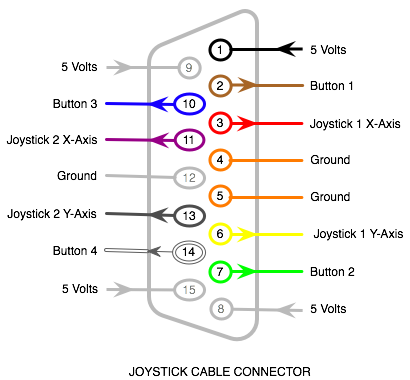 1 5 Volts
5 Volts 9
2 Button 1
Button 3 10
3 Joystick 1 X-Axis
Joystick 2 X-Axis 11
4 Ground
Ground 12
5 Ground
Joystick 2 Y-Axis 13
6 Joystick 1 Y-Axis
Button 4 14
7 Button 2
5 Volts 15
8 5 Volts
JOYSTICK CABLE CONNECTOR